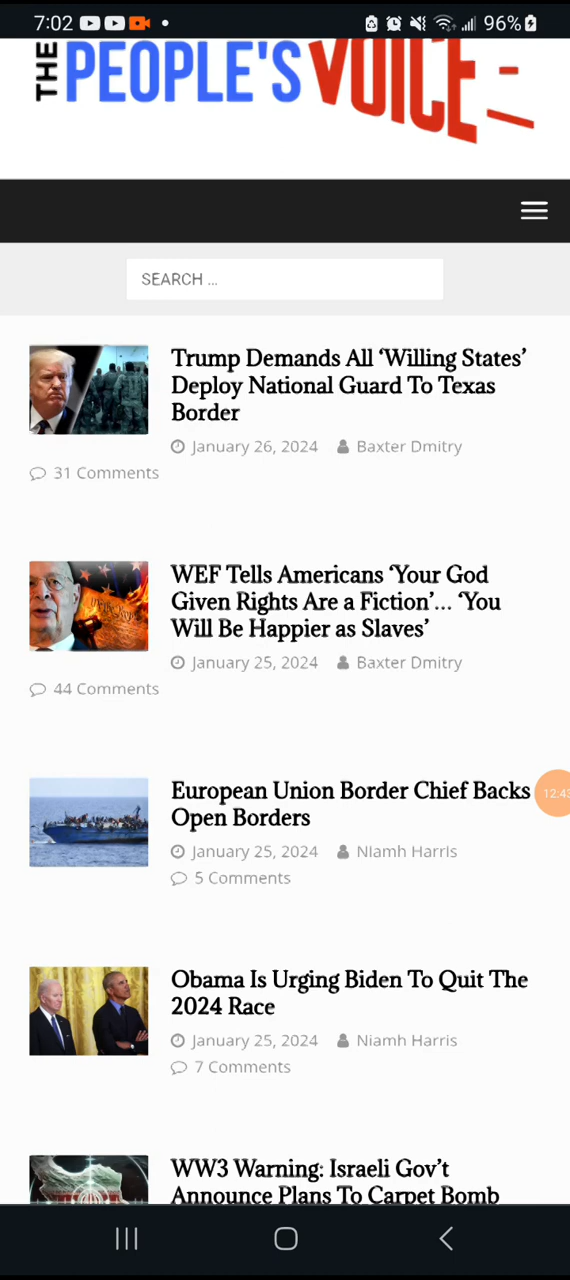 7:02
96%
THE PEOPLE'S VOICE
SEARCH ...
Trump Demands All ‘Willing States’
Deploy National Guard To Texas
Border
January 26, 2024 Baxter Dmitry
31 Comments
WEF Tells Americans ‘Your God
Given Rights Are a Fiction’... ‘You
Will Be Happier as Slaves’
January 25, 2024 Baxter Dmitry
44 Comments
European Union Border Chief Backs
Open Borders
12:43
January 25, 2024 Niamh Harris
5 Comments
Obama Is Urging Biden To Quit The
2024 Race
January 25, 2024 Niamh Harris
7 Comments
WW3 Warning: Israeli Gov’t
Announce Plans To Carpet Bomb